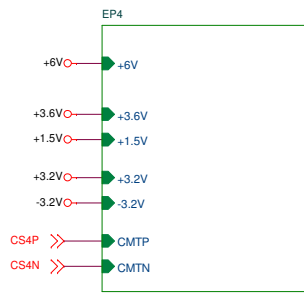 EP4
+6V +6V
+3.6V +3.6V
+1.5V +1.5V
+3.2V +3.2V
-3.2V -3.2V
CS4P CMTP
CS4N CMTN